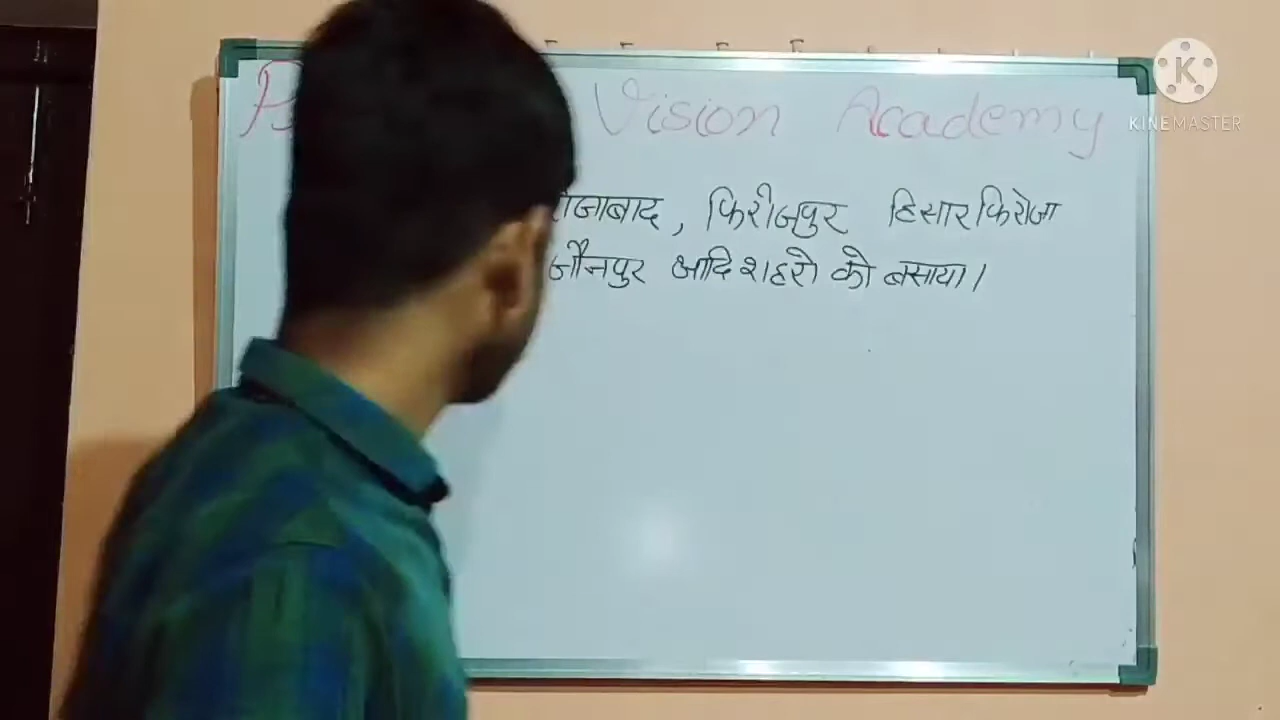 Vision Academy
फिरोजपुर हिसार फिरोजा
जौनपुर आदि शहरो को बसाया।
K
KINEMASTER